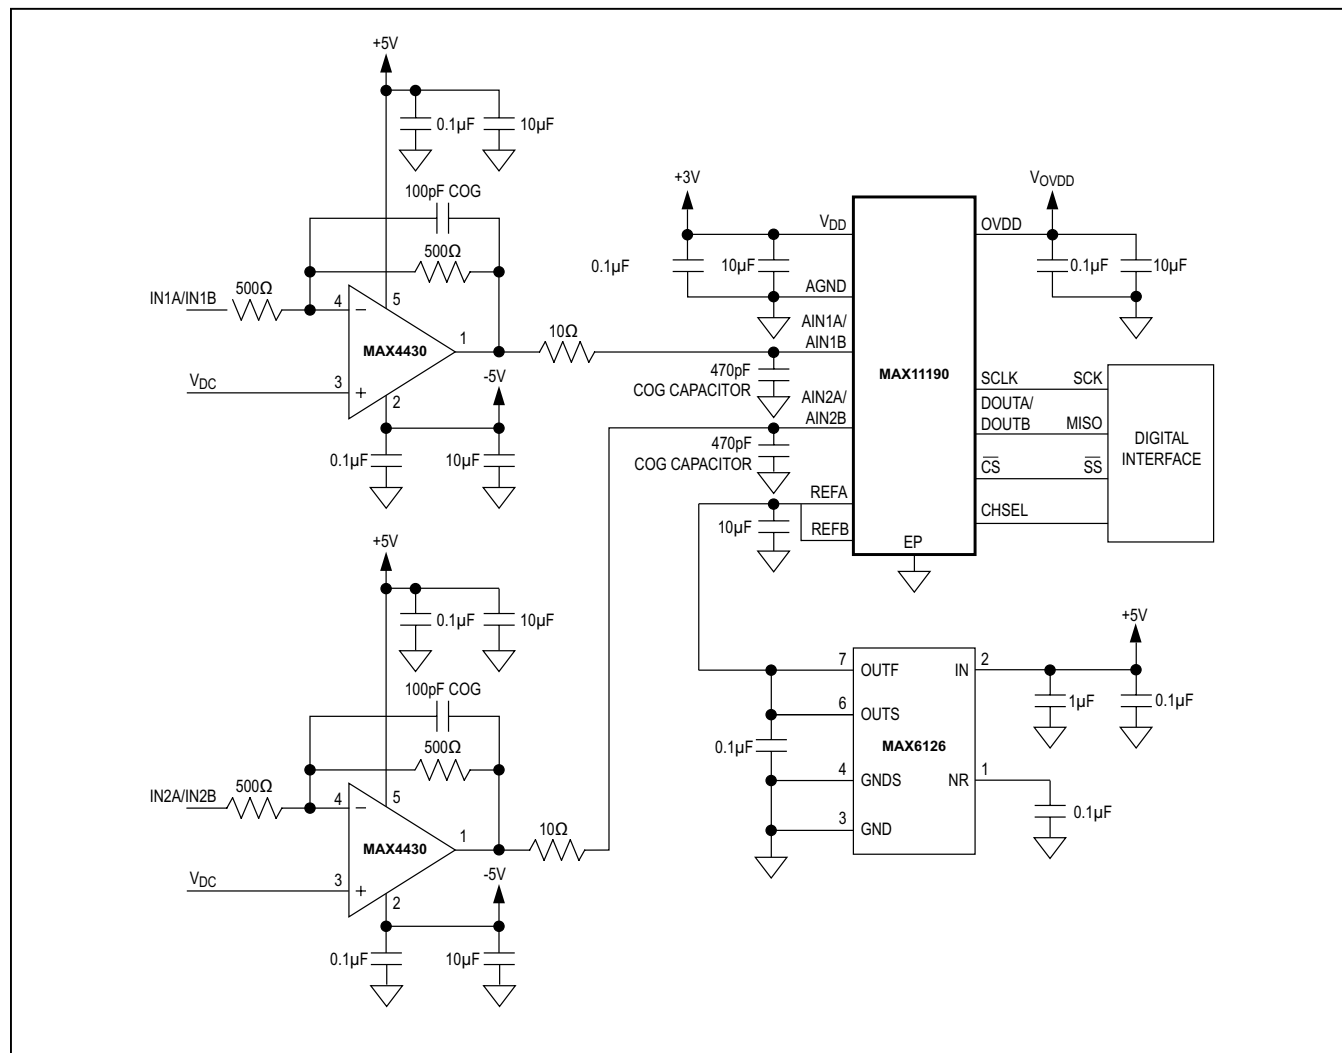 +5V
0.1µF
10µF
100pF COG
500Ω
500Ω
IN1A/IN1B
4
5
−
MAX4430
1
10Ω
VDC
3
+
2
-5V
0.1µF
10µF
+3V
0.1µF
10µF
VDD
AGND
AIN1A/
AIN1B
470pF
COG CAPACITOR
AIN2A/
AIN2B
470pF
COG CAPACITOR
REFA
10µF
REFB
MAX11190
EP
VOVDD
OVDD
0.1µF
10µF
SCLK
SCK
DOUTA/
DOUTB
MISO
CS
SS
CHSEL
DIGITAL
INTERFACE
+5V
0.1µF
10µF
100pF COG
500Ω
500Ω
IN2A/IN2B
4
5
−
MAX4430
1
10Ω
VDC
3
+
2
-5V
0.1µF
10µF
+5V
7
OUTF
IN
2
1µF
0.1µF
6
OUTS
0.1µF
MAX6126
4
GNDS
NR
1
0.1µF
3
GND